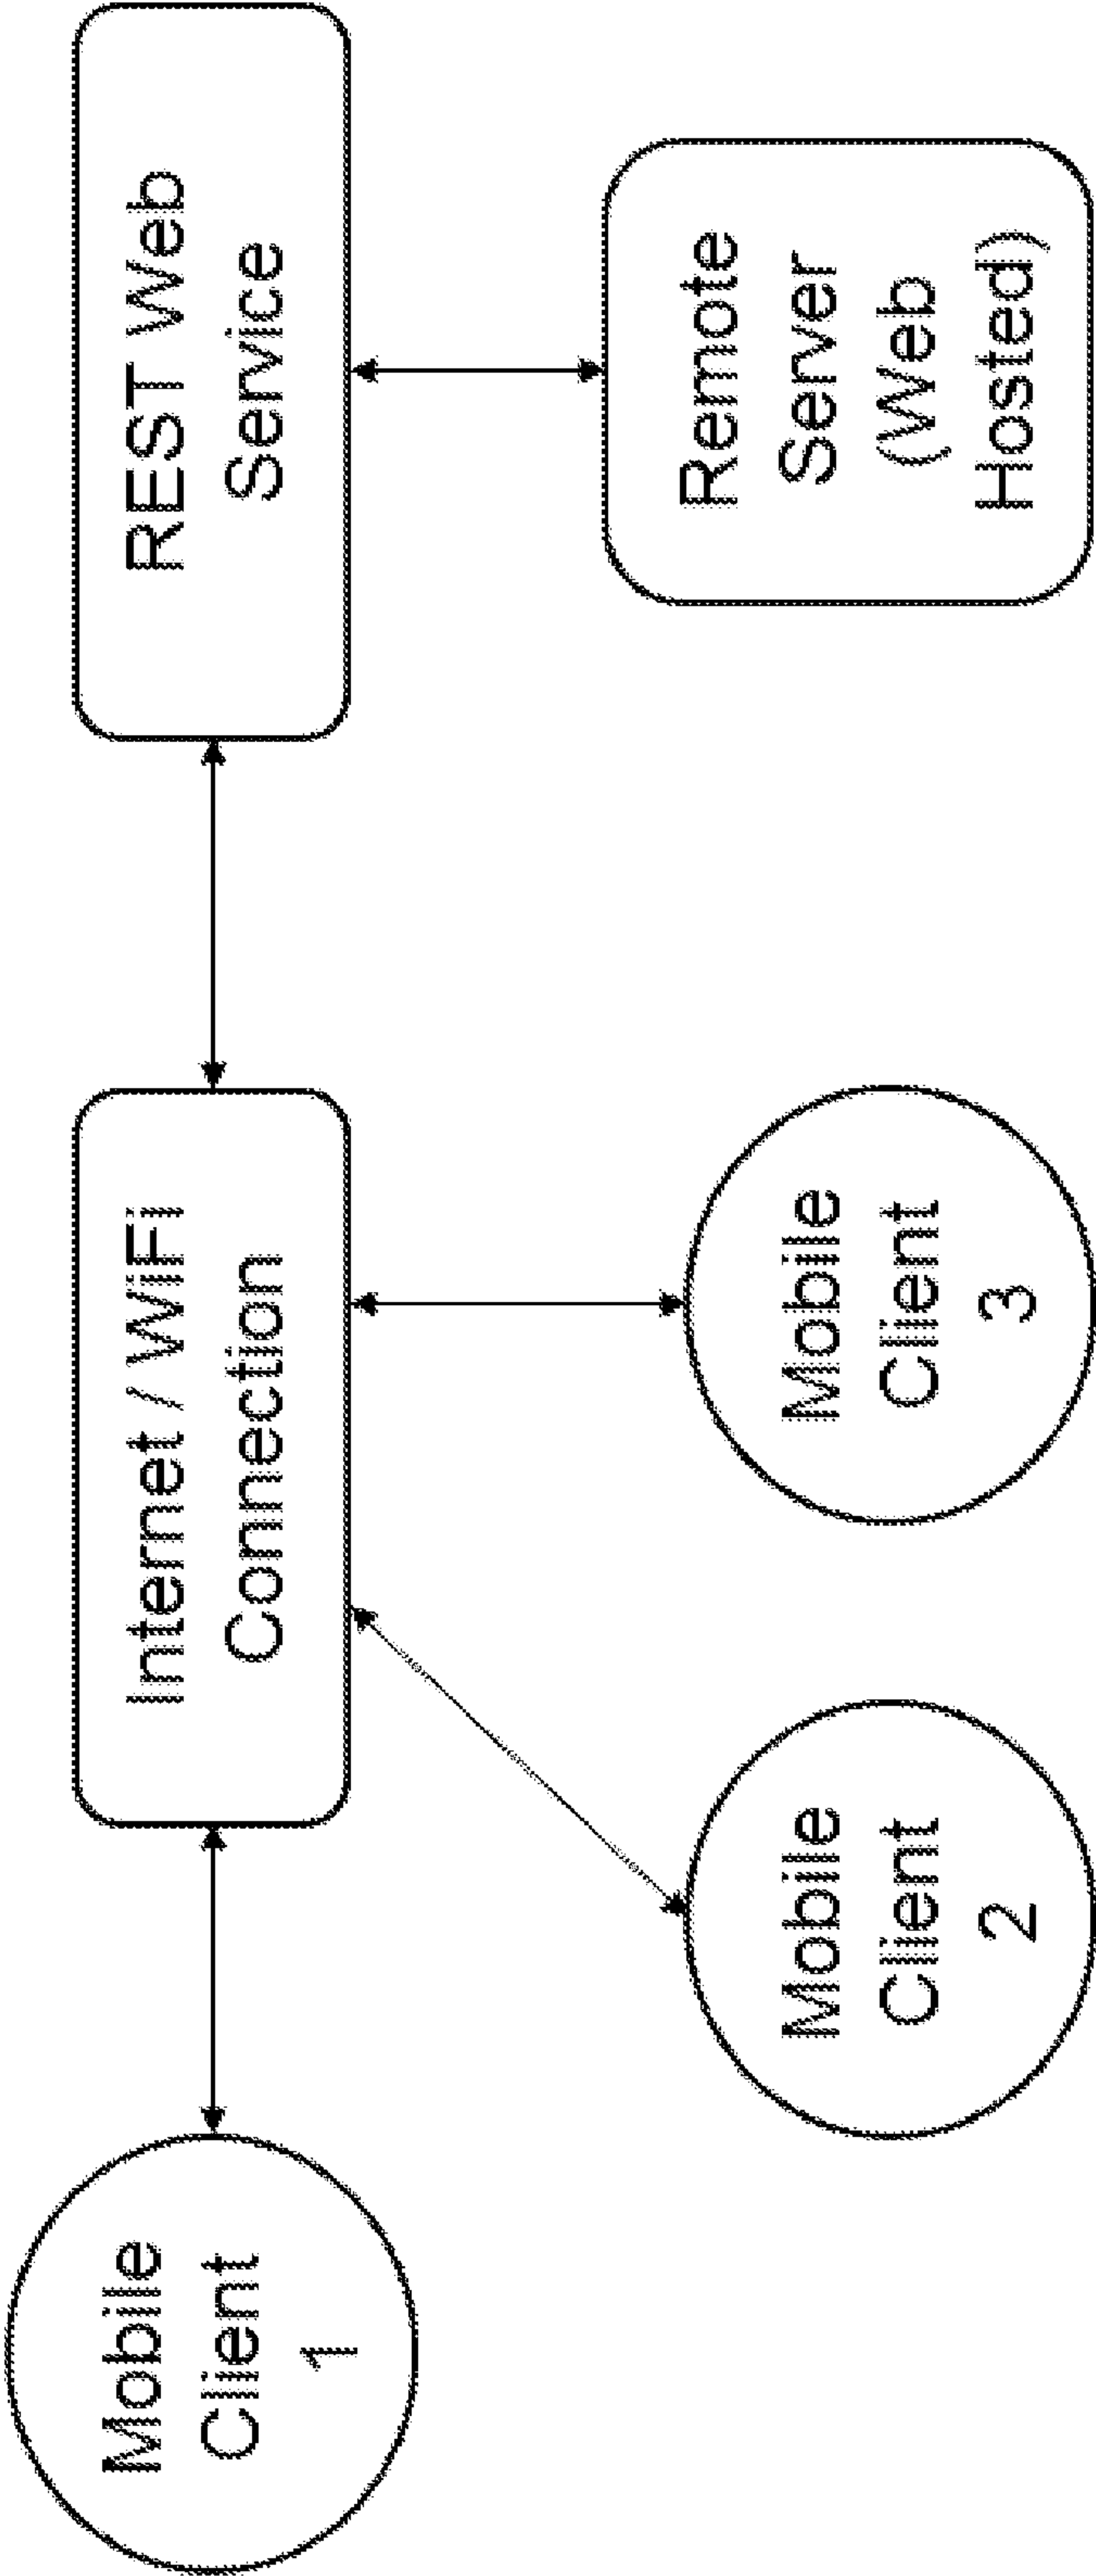 Mobile
Client
1
Internet / WiFi
Connection
REST Web
Service
Mobile
Client
2
Mobile
Client
3
Remote
Server
(Web
Hosted)